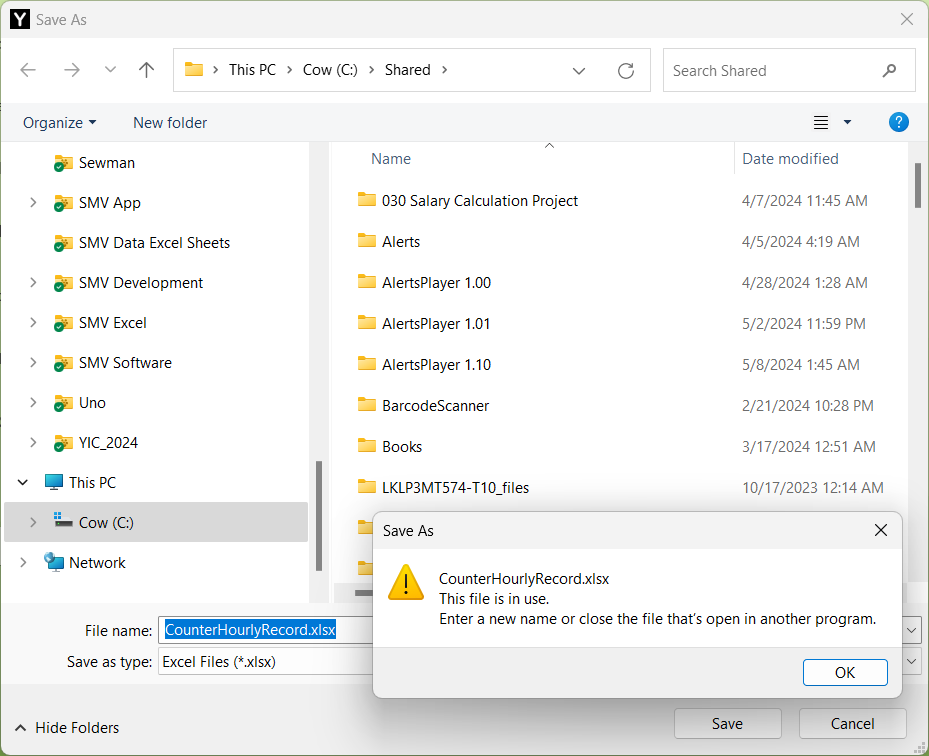 Y Save As
This PC Cow (C:) Shared
Search Shared
Organize New folder
?
Sewman
SMV App
SMV Data Excel Sheets
SMV Development
SMV Excel
SMV Software
Uno
YIC_2024
This PC
Cow (C:)
Network
Name Date modified
030 Salary Calculation Project 4/7/2024 11:45 AM
Alerts 4/5/2024 4:19 AM
AlertsPlayer 1.00 4/28/2024 1:28 AM
AlertsPlayer 1.01 5/2/2024 11:59 PM
AlertsPlayer 1.10 5/8/2024 1:45 AM
BarcodeScanner 2/21/2024 10:28 PM
Books 3/17/2024 12:51 AM
LKLP3MT574-T10_files 10/17/2023 12:14 AM
Save As
CounterHourlyRecord.xlsx
This file is in use.
Enter a new name or close the file that's open in another program.
OK
File name: CounterHourlyRecord.xlsx
Save as type: Excel Files (*.xlsx)
Hide Folders
Save Cancel